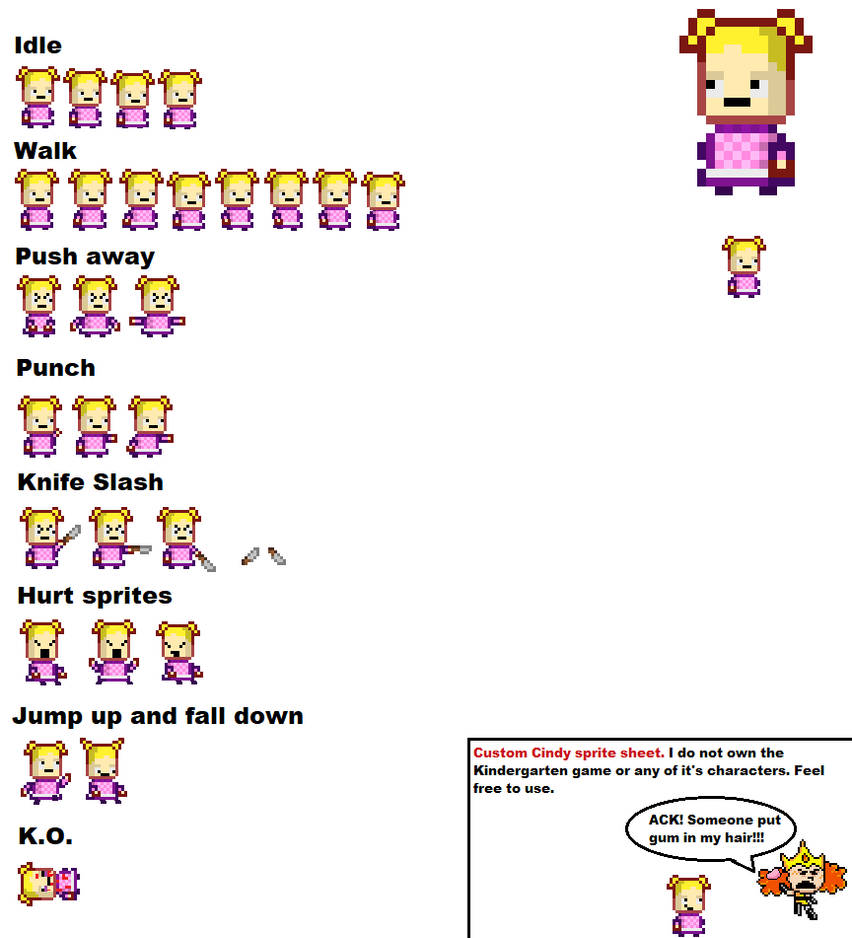 Idle
Walk
Push away
Punch
Knife Slash
Hurt sprites
Jump up and fall down
K.O.
Custom Cindy sprite sheet. I do not own the
Kindergarten game or any of it's characters. Feel
free to use.
ACK! Someone put
gum in my hair!!!